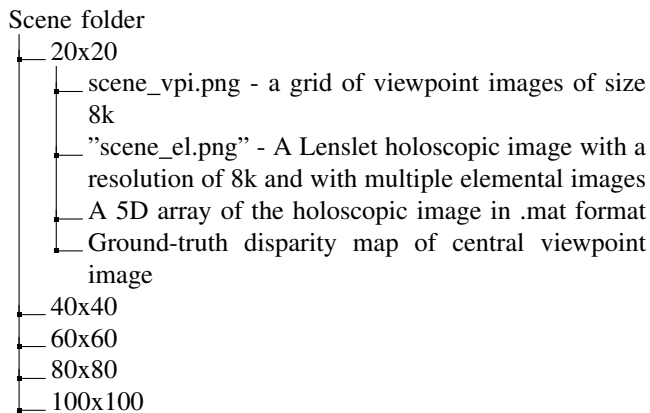 Scene folder
20x20
scene_vpi.png - a grid of viewpoint images of size
8k
”scene_el.png” - A Lenslet holoscopic image with a
resolution of 8k and with multiple elemental images
A 5D array of the holoscopic image in .mat format
Ground-truth disparity map of central viewpoint
image
40x40
60x60
80x80
100x100